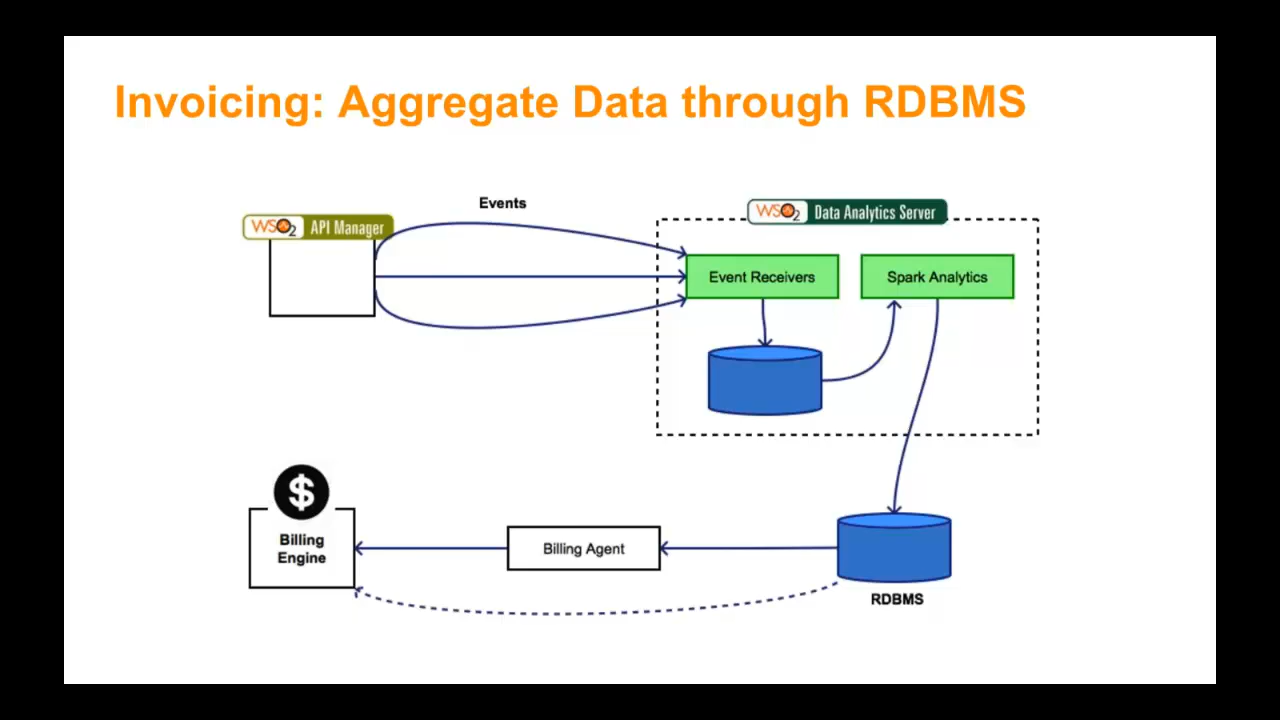 Invoicing: Aggregate Data through RDBMS
Events
WSO2 API Manager
WSO2 Data Analytics Server
Event Receivers
Spark Analytics
$
Billing
Engine
Billing Agent
RDBMS